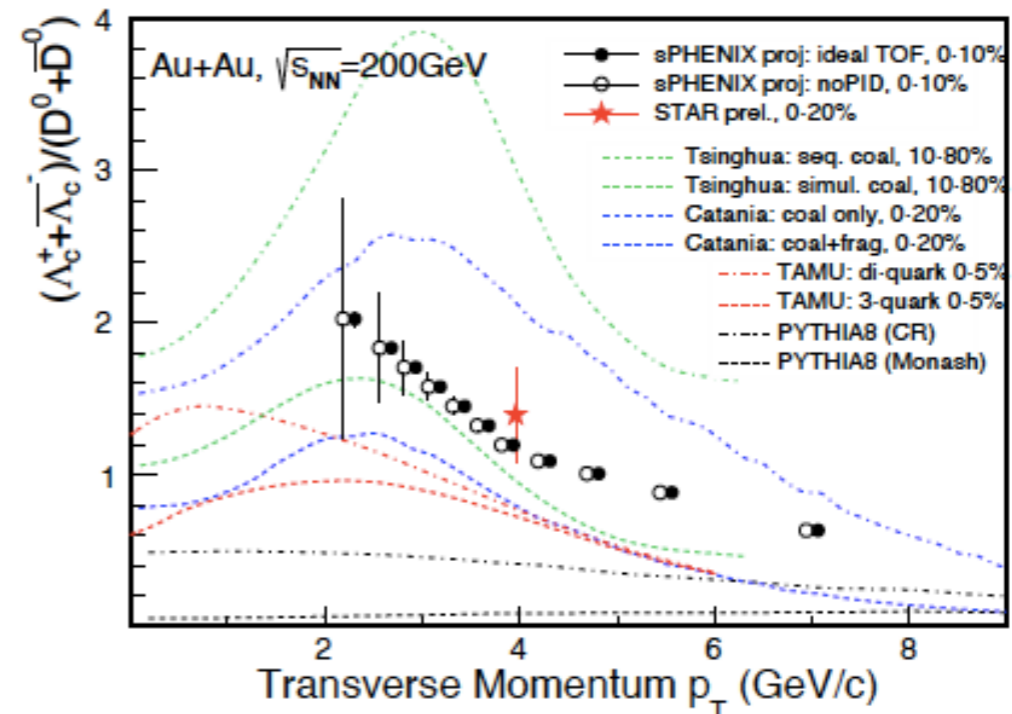 4
3
2
1
(Λc+ + Λ̅c-)/(D0+D̅0)
Au+Au, √sNN=200GeV
sPHENIX proj: ideal TOF, 0-10%
sPHENIX proj: noPID, 0-10%
STAR prel., 0-20%
Tsinghua: seq. coal, 10-80%
Tsinghua: simul. coal, 10-80%
Catania: coal only, 0-20%
Catania: coal+frag, 0-20%
TAMU: di-quark 0-5%
TAMU: 3-quark 0-5%
PYTHIA8 (CR)
PYTHIA8 (Monash)
2 4 6 8
Transverse Momentum pT (GeV/c)